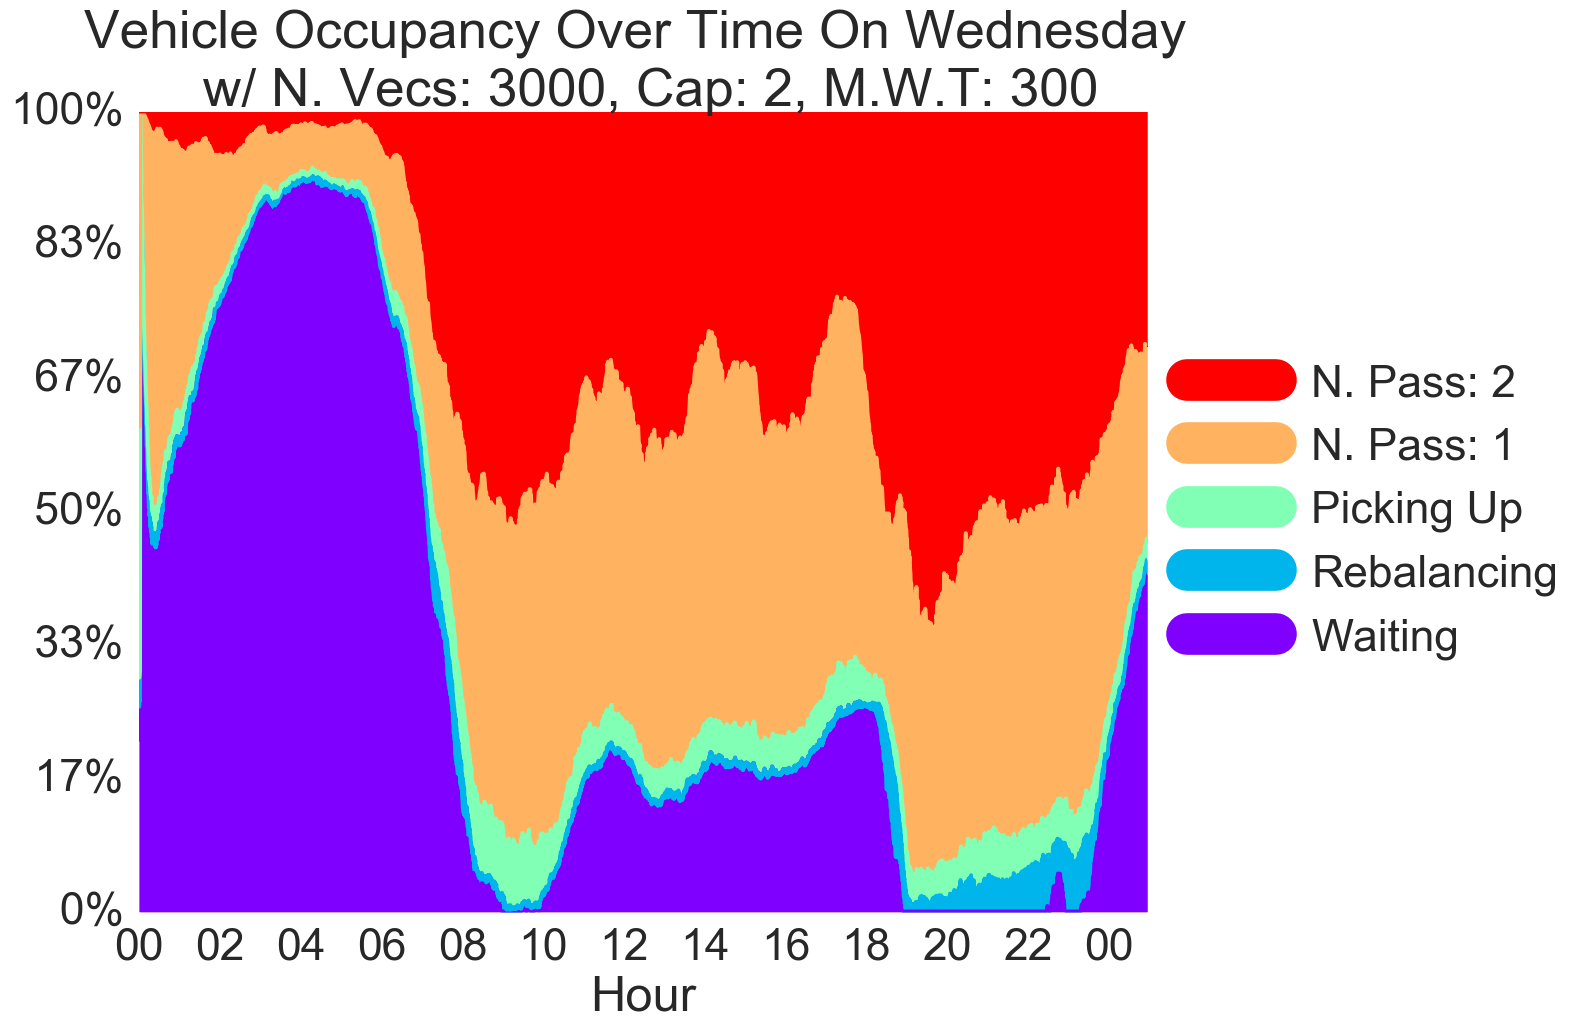 Vehicle Occupancy Over Time On Wednesday
w/ N. Vecs: 3000, Cap: 2, M.W.T: 300
100%
83%
67%
50%
33%
17%
0%
00 02 04 06 08 10 12 14 16 18 20 22 00
Hour
N. Pass: 2
N. Pass: 1
Picking Up
Rebalancing
Waiting